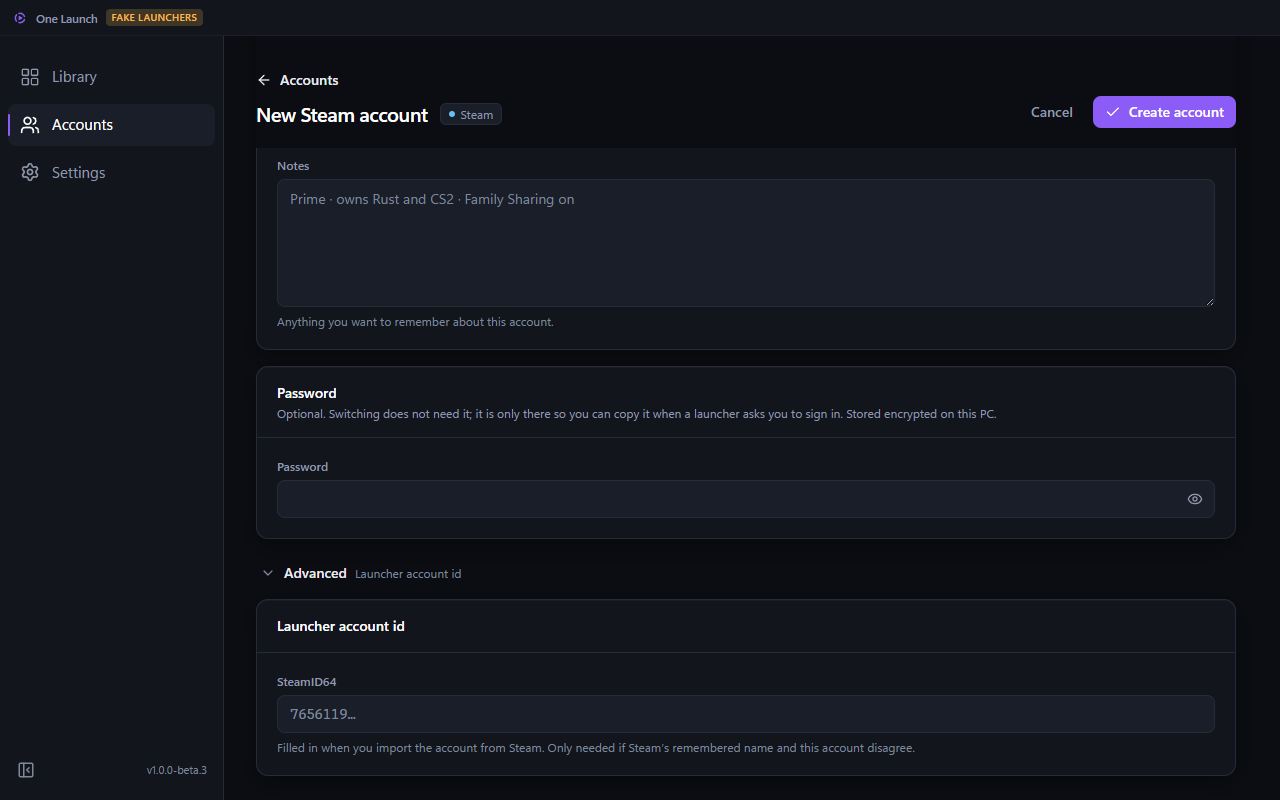 One Launch FAKE LAUNCHERS
Library
Accounts
Settings
v1.0.0-beta.3
Accounts
New Steam account Steam
Cancel Create account
Notes
Prime · owns Rust and CS2 · Family Sharing on
Anything you want to remember about this account.
Password
Optional. Switching does not need it; it is only there so you can copy it when a launcher asks you to sign in. Stored encrypted on this PC.
Password
Advanced Launcher account id
Launcher account id
SteamID64
7656119…
Filled in when you import the account from Steam. Only needed if Steam's remembered name and this account disagree.